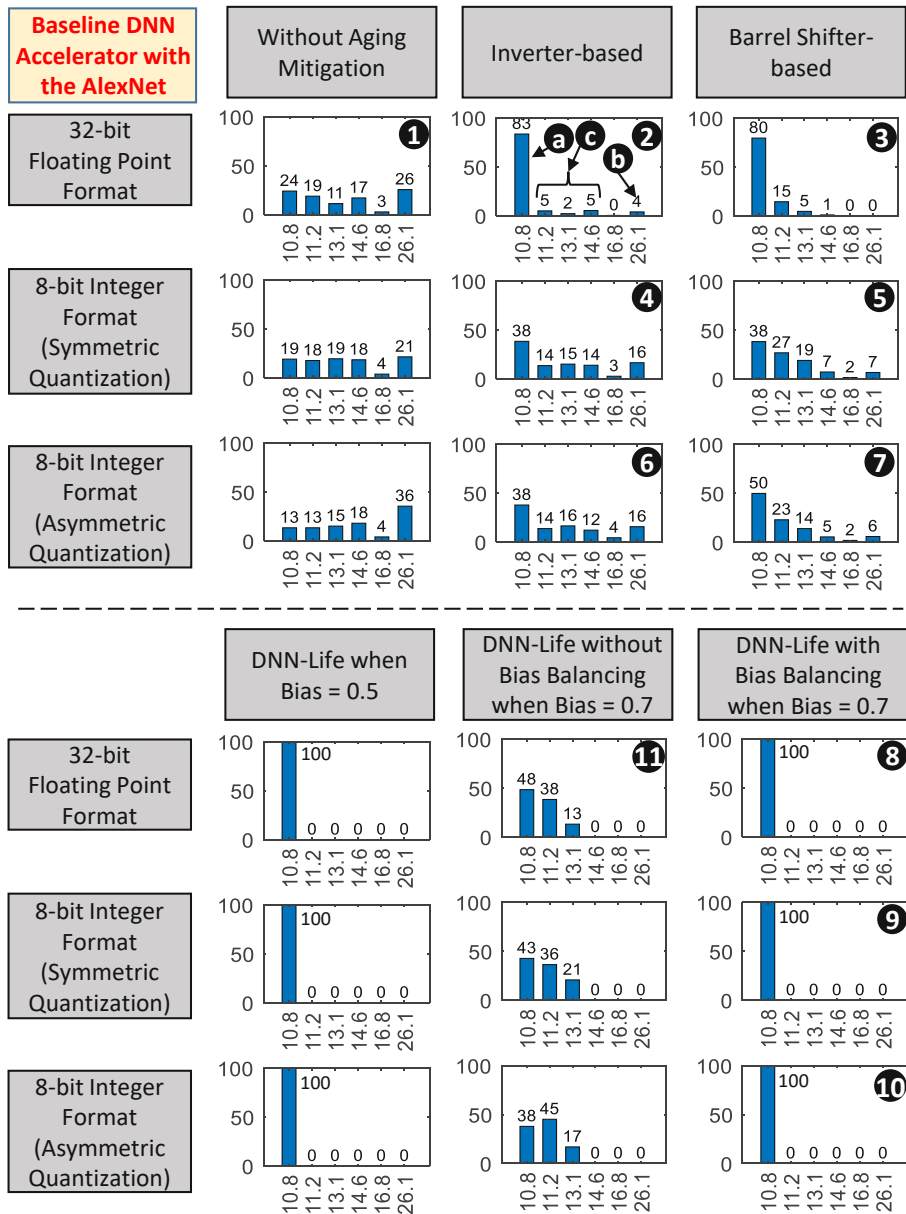 Baseline DNN
Accelerator with
the AlexNet
Without Aging
Mitigation
Inverter-based
Barrel Shifter-
based
32-bit
Floating Point
Format
100
50
0
24 19 11 17 3 26
10.8 11.2 13.1 14.6 16.8 26.1
1
100
50
0
83 5 2 5 0 4
a c b
10.8 11.2 13.1 14.6 16.8 26.1
2
100
50
0
80 15 5 1 0 0
10.8 11.2 13.1 14.6 16.8 26.1
3
8-bit Integer
Format
(Symmetric
Quantization)
100
50
0
19 18 19 18 4 21
10.8 11.2 13.1 14.6 16.8 26.1
100
50
0
38 14 15 14 3 16
10.8 11.2 13.1 14.6 16.8 26.1
4
100
50
0
38 27 19 7 2 7
10.8 11.2 13.1 14.6 16.8 26.1
5
8-bit Integer
Format
(Asymmetric
Quantization)
100
50
0
13 13 15 18 4 36
10.8 11.2 13.1 14.6 16.8 26.1
100
50
0
38 14 16 12 4 16
10.8 11.2 13.1 14.6 16.8 26.1
6
100
50
0
50 23 14 5 2 6
10.8 11.2 13.1 14.6 16.8 26.1
7
DNN-Life when
Bias = 0.5
DNN-Life without
Bias Balancing
when Bias = 0.7
DNN-Life with
Bias Balancing
when Bias = 0.7
32-bit
Floating Point
Format
100
50
0
100 0 0 0 0 0
10.8 11.2 13.1 14.6 16.8 26.1
100
50
0
48 38 13 0 0 0
10.8 11.2 13.1 14.6 16.8 26.1
11
100
50
0
100 0 0 0 0 0
10.8 11.2 13.1 14.6 16.8 26.1
8
8-bit Integer
Format
(Symmetric
Quantization)
100
50
0
100 0 0 0 0 0
10.8 11.2 13.1 14.6 16.8 26.1
100
50
0
43 36 21 0 0 0
10.8 11.2 13.1 14.6 16.8 26.1
100
50
0
100 0 0 0 0 0
10.8 11.2 13.1 14.6 16.8 26.1
9
8-bit Integer
Format
(Asymmetric
Quantization)
100
50
0
100 0 0 0 0 0
10.8 11.2 13.1 14.6 16.8 26.1
100
50
0
38 45 17 0 0 0
10.8 11.2 13.1 14.6 16.8 26.1
100
50
0
100 0 0 0 0 0
10.8 11.2 13.1 14.6 16.8 26.1
10